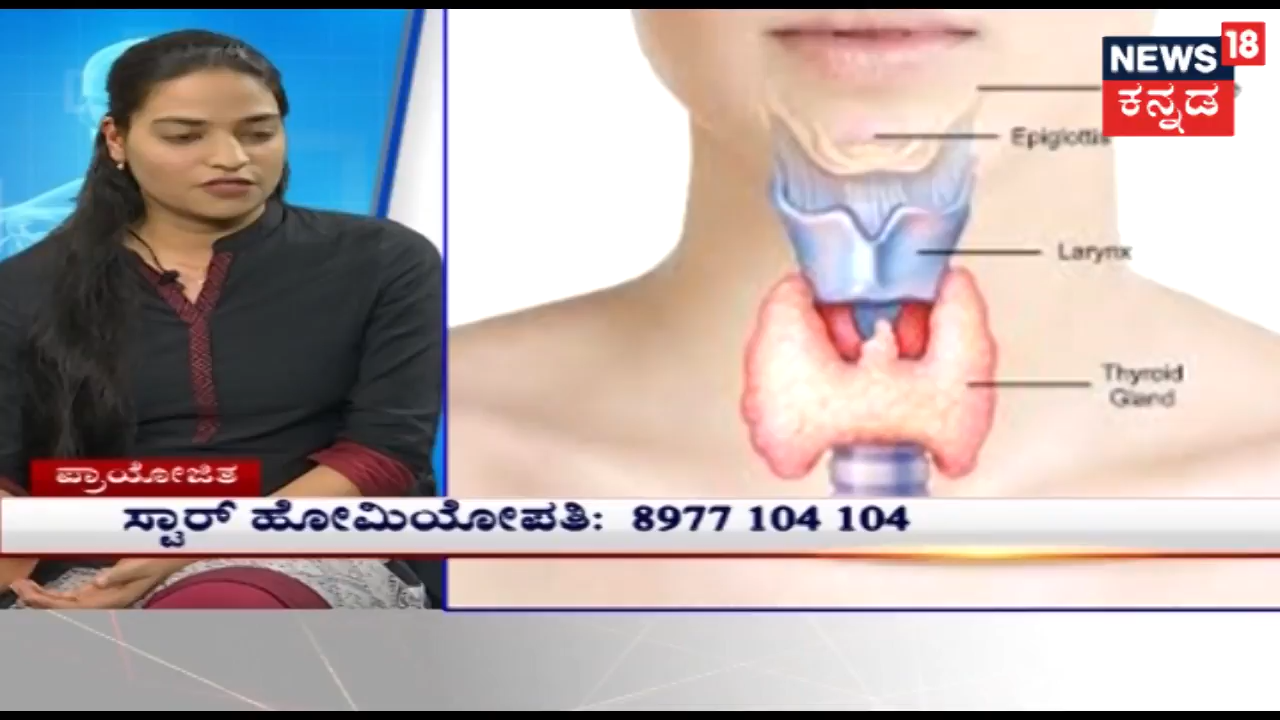 NEWS 18
ಕನ್ನಡ
Epiglottis
Larynx
Thyroid
Gland
ಪ್ರಾಯೋಜಿತ
ಸ್ಟಾರ್ ಹೋಮಿಯೋಪತಿ: 8977 104 104